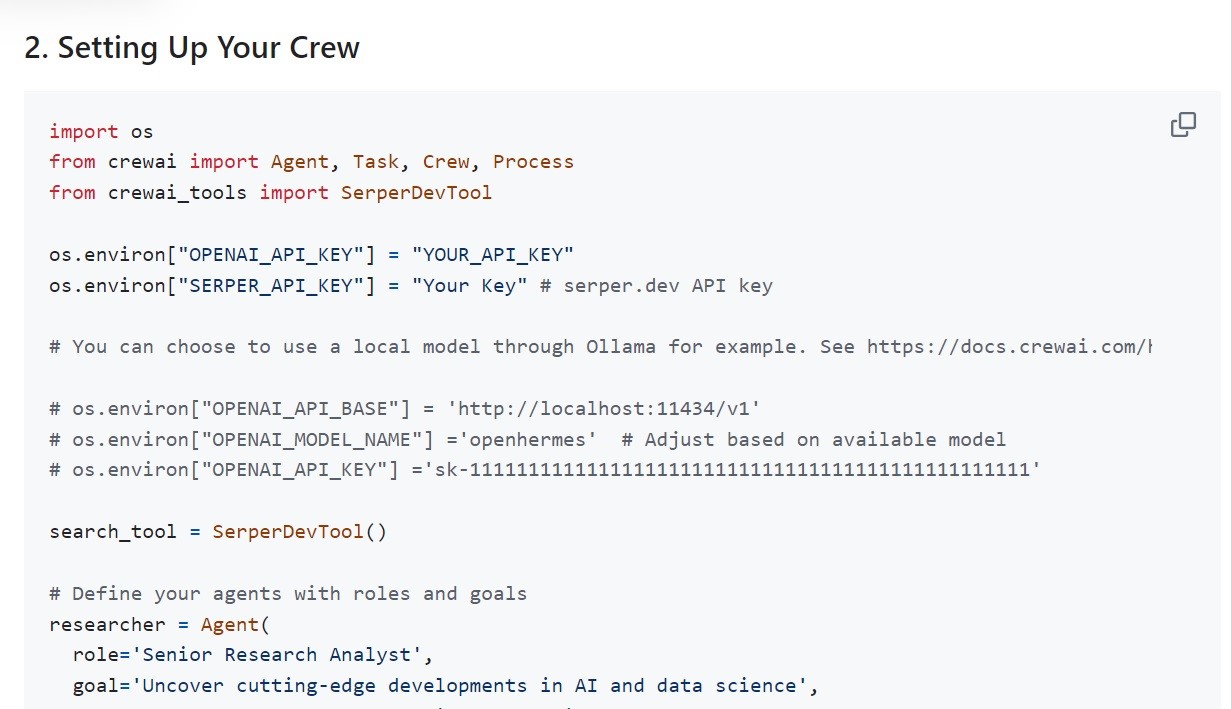 2. Setting Up Your Crew
import os
from crewai import Agent, Task, Crew, Process
from crewai_tools import SerperDevTool
os.environ["OPENAI_API_KEY"] = "YOUR_API_KEY"
os.environ["SERPER_API_KEY"] = "Your Key" # serper.dev API key
# You can choose to use a local model through Ollama for example. See https://docs.crewai.com/
# os.environ["OPENAI_API_BASE"] = 'http://localhost:11434/v1'
# os.environ["OPENAI_MODEL_NAME"] ='openhermes'  # Adjust based on available model
# os.environ["OPENAI_API_KEY"] ='sk-111111111111111111111111111111111111111111111111'
search_tool = SerperDevTool()
# Define your agents with roles and goals
researcher = Agent(
  role='Senior Research Analyst',
  goal='Uncover cutting-edge developments in AI and data science',